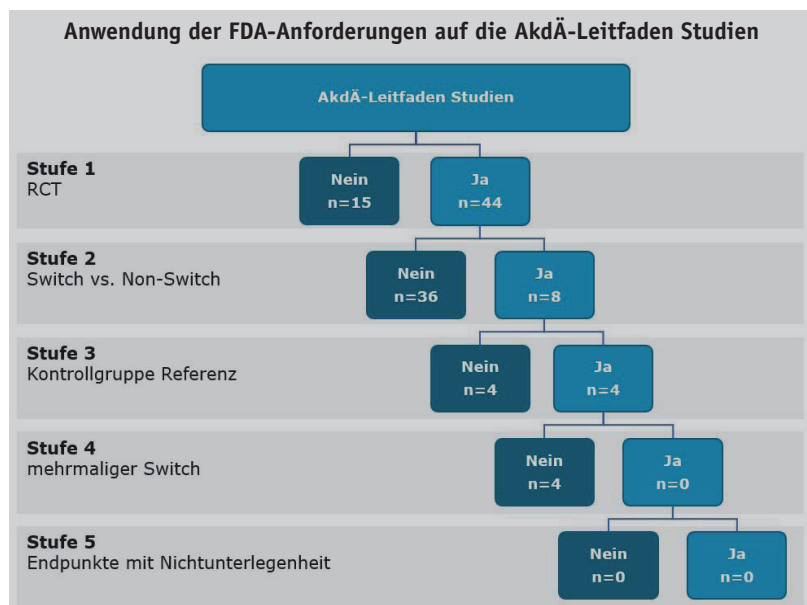 Anwendung der FDA-Anforderungen auf die AkdÄ-Leitfaden Studien
AkdÄ-Leitfaden Studien
Stufe 1
RCT
Nein
n=15
Ja
n=44
Stufe 2
Switch vs. Non-Switch
Nein
n=36
Ja
n=8
Stufe 3
Kontrollgruppe Referenz
Nein
n=4
Ja
n=4
Stufe 4
mehrmaliger Switch
Nein
n=4
Ja
n=0
Stufe 5
Endpunkte mit Nichtunterlegenheit
Nein
n=0
Ja
n=0